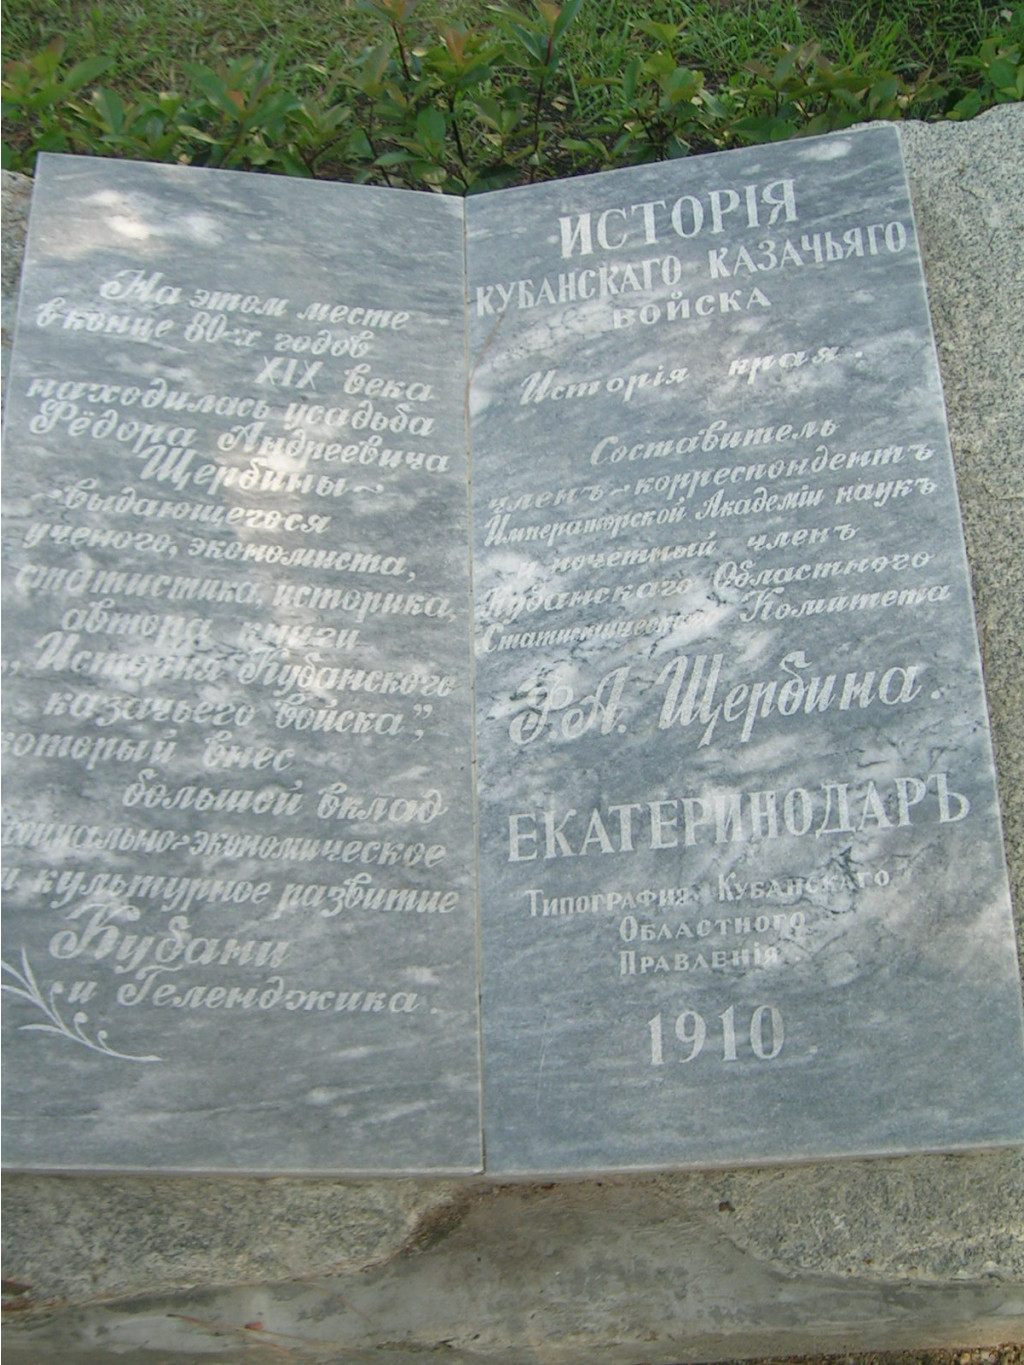 На этом месте
в конце 80-х годов
XIX века
находилась усадьба
Фёдора Андреевича
Щербины –
– выдающегося
ученого, экономиста,
статистика, историка,
автора книги
„История Кубанского
казачьего войска”,
который внес
большой вклад
социально-экономическое
и культурное развитие
Кубани
и Геленджика.
ИСТОРІЯ
КУБАНСКАГО КАЗАЧЬЯГО
ВОЙСКА
Исторія края.
Составитель
членъ-корреспондентъ
Императорской Академіи наукъ
и почетный членъ
Кубанскаго Областного
Статистическаго Комитета
Ф.А. Щербина.
ЕКАТЕРИНОДАРЪ
Типография Кубанскаго
Областного
Правленія.
1910.